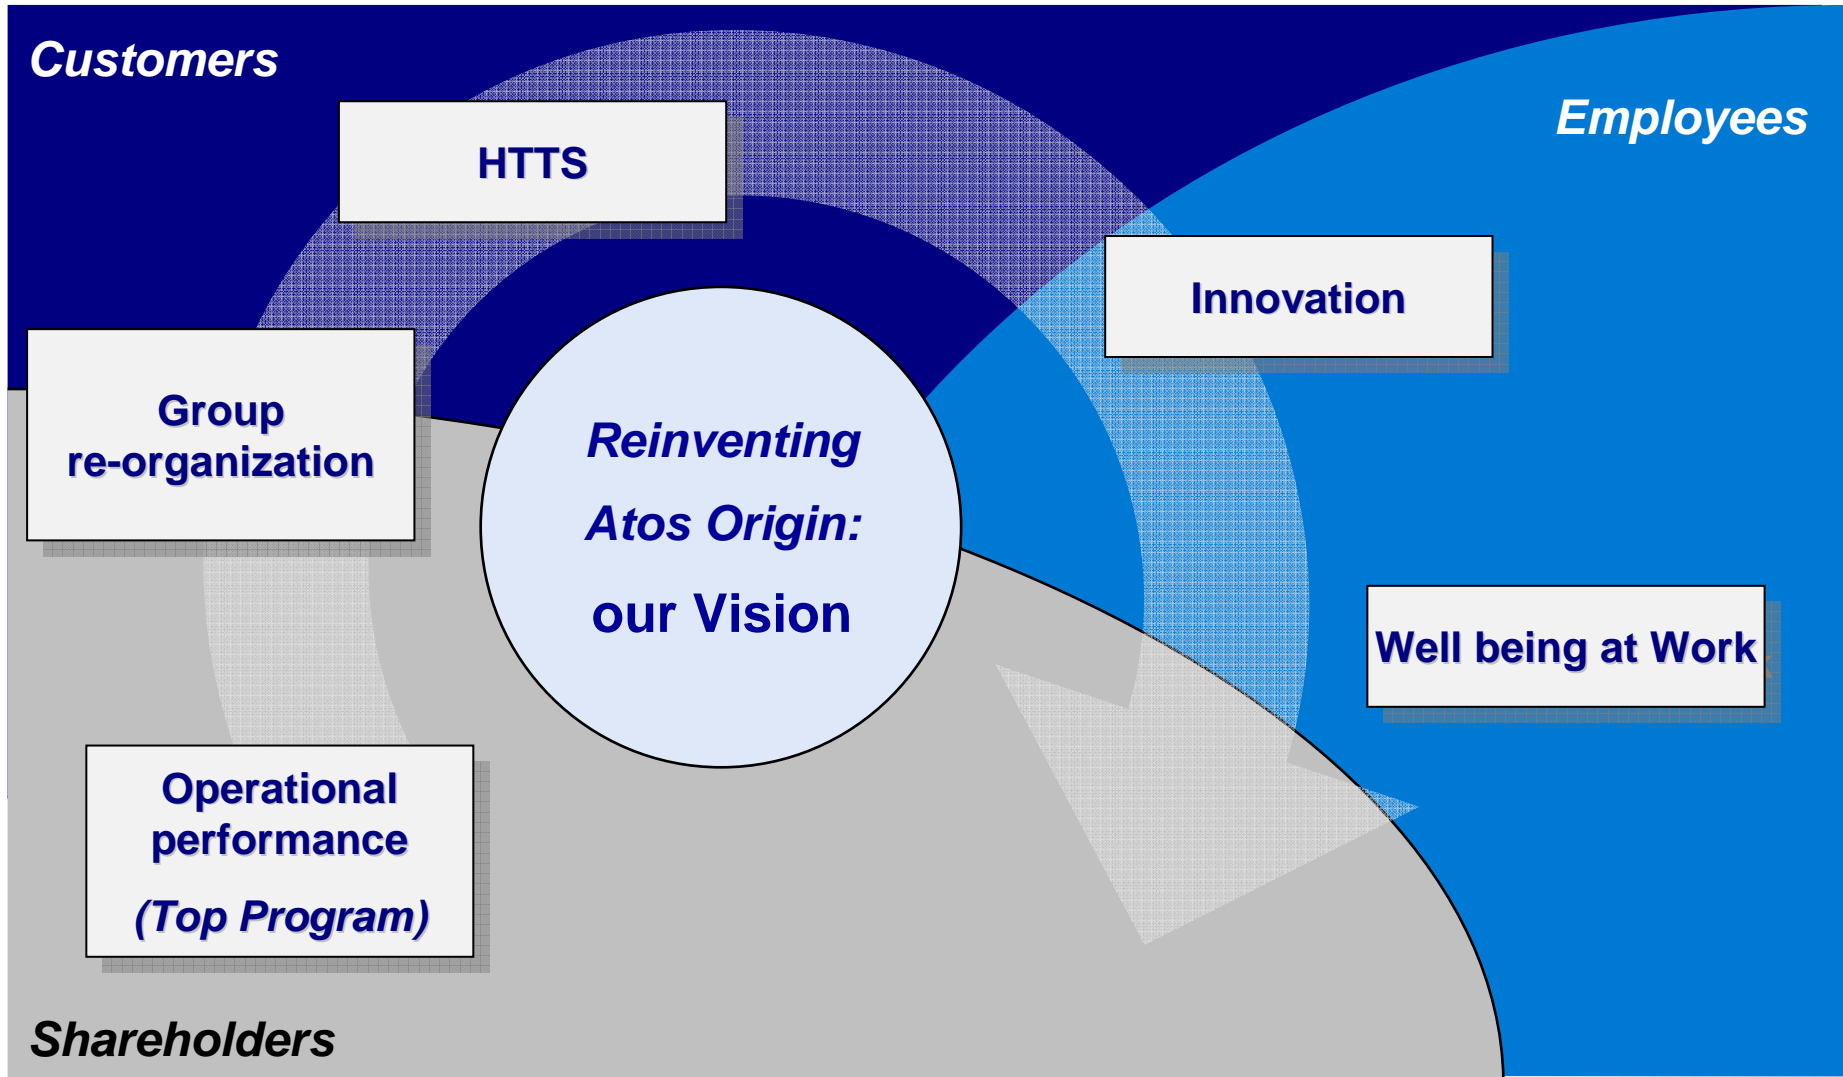 Customers
Employees
HTTS
Innovation
Group
re-organization
Reinventing
Atos Origin:
our Vision
Well being at Work
Operational
performance
(Top Program)
Shareholders